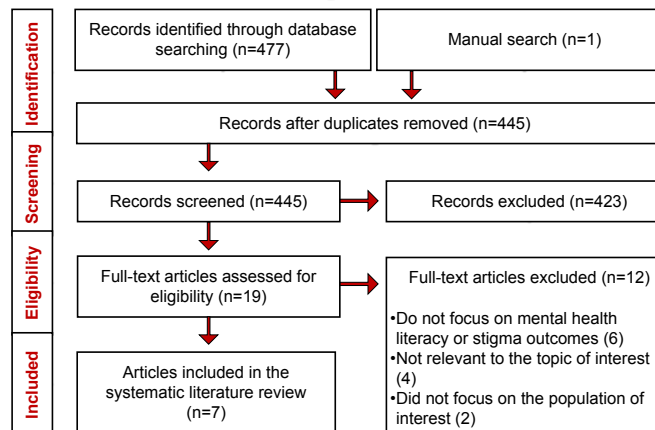 Identification
Records identified through database
searching (n=477)
Manual search (n=1)
Records after duplicates removed (n=445)
Screening
Records screened (n=445)
Records excluded (n=423)
Eligibility
Full-text articles assessed for
eligibility (n=19)
Full-text articles excluded (n=12)
•Do not focus on mental health
literacy or stigma outcomes (6)
•Not relevant to the topic of interest
(4)
•Did not focus on the population of
interest (2)
Included
Articles included in the
systematic literature review
(n=7)